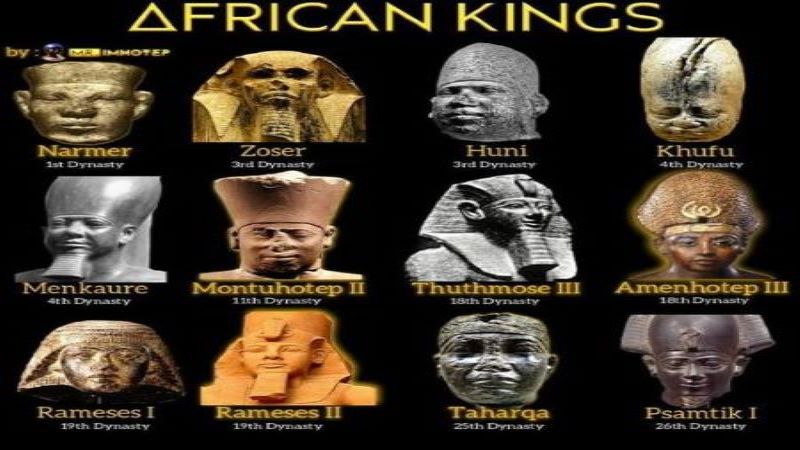 AFRICAN KINGS
by: MR. IMHOTEP
Narmer
1st Dynasty
Zoser
3rd Dynasty
Huni
3rd Dynasty
Khufu
4th Dynasty
Menkaure
4th Dynasty
Montuhotep II
11th Dynasty
Thuthmose III
18th Dynasty
Amenhotep III
18th Dynasty
Rameses I
19th Dynasty
Rameses II
19th Dynasty
Taharqa
25th Dynasty
Psamtik I
26th Dynasty